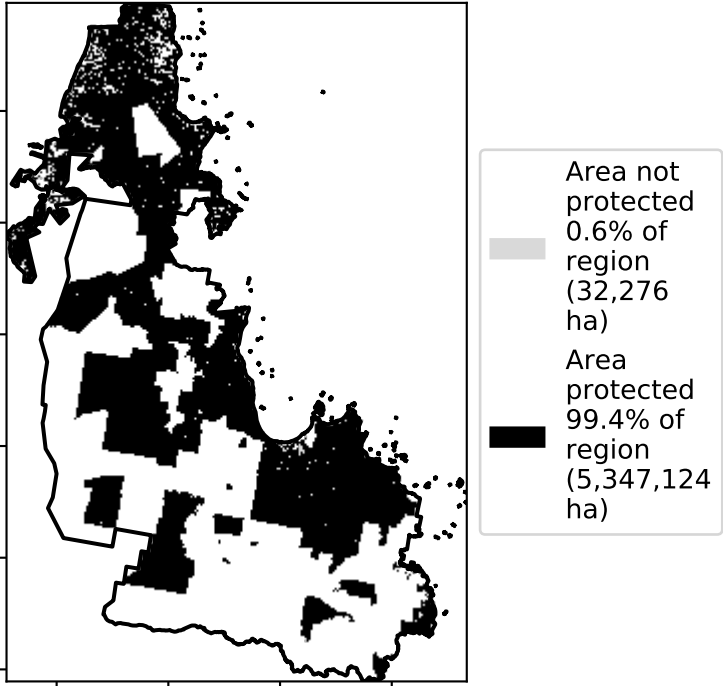 Area not
protected
0.6% of
region
(32,276
ha)
Area
protected
99.4% of
region
(5,347,124
ha)